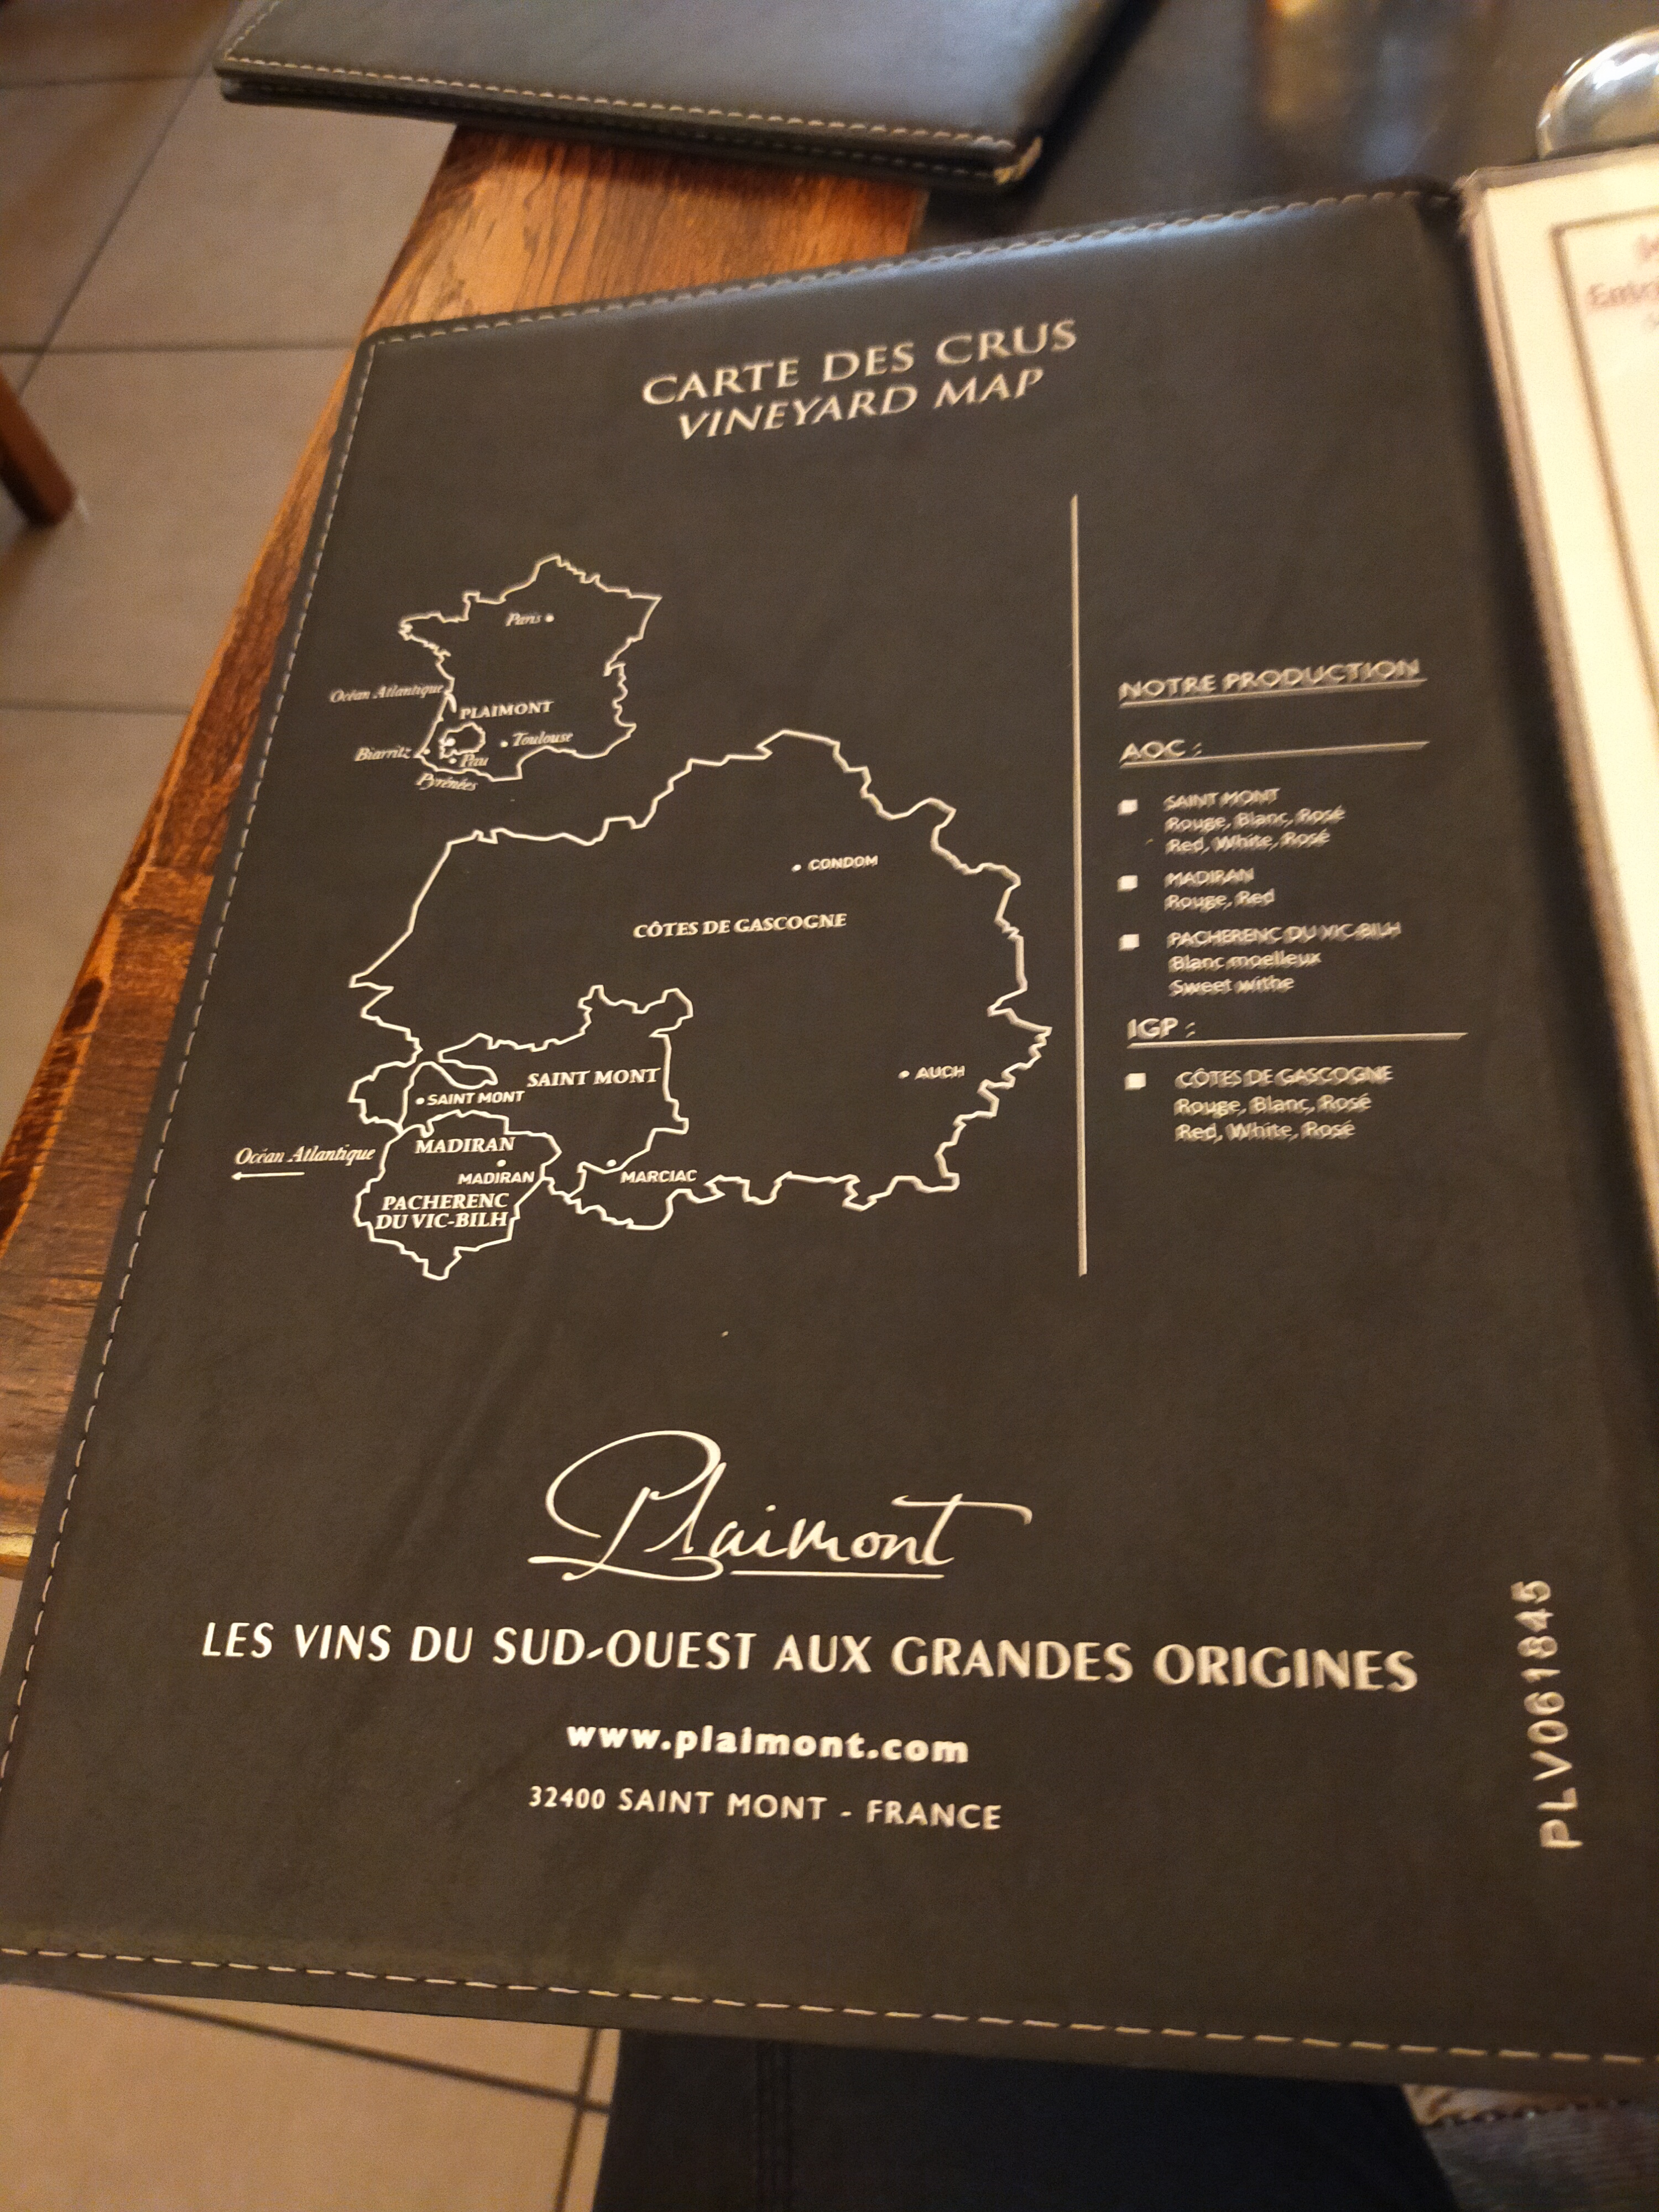 CARTE DES CRUS
VINEYARD MAP
Paris
Océan Atlantique
PLAIMONT
Toulouse
Biarritz
Pau
Pyrénées
CONDOM
CÔTES DE GASCOGNE
SAINT MONT
SAINT MONT
AUCH
Océan Atlantique
MADIRAN
MADIRAN
MARCIAC
PACHERENC
DU VIC-BILH
NOTRE PRODUCTION
AOC :
SAINT MONT
Rouge, Blanc, Rosé
Red, White, Rosé
MADIRAN
Rouge, Red
PACHERENC DU VIC-BILH
Blanc moelleux
Sweet withe
IGP :
CÔTES DE GASCOGNE
Rouge, Blanc, Rosé
Red, White, Rosé
Plaimont
LES VINS DU SUD-OUEST AUX GRANDES ORIGINES
www.plaimont.com
32400 SAINT MONT - FRANCE
PLV061845